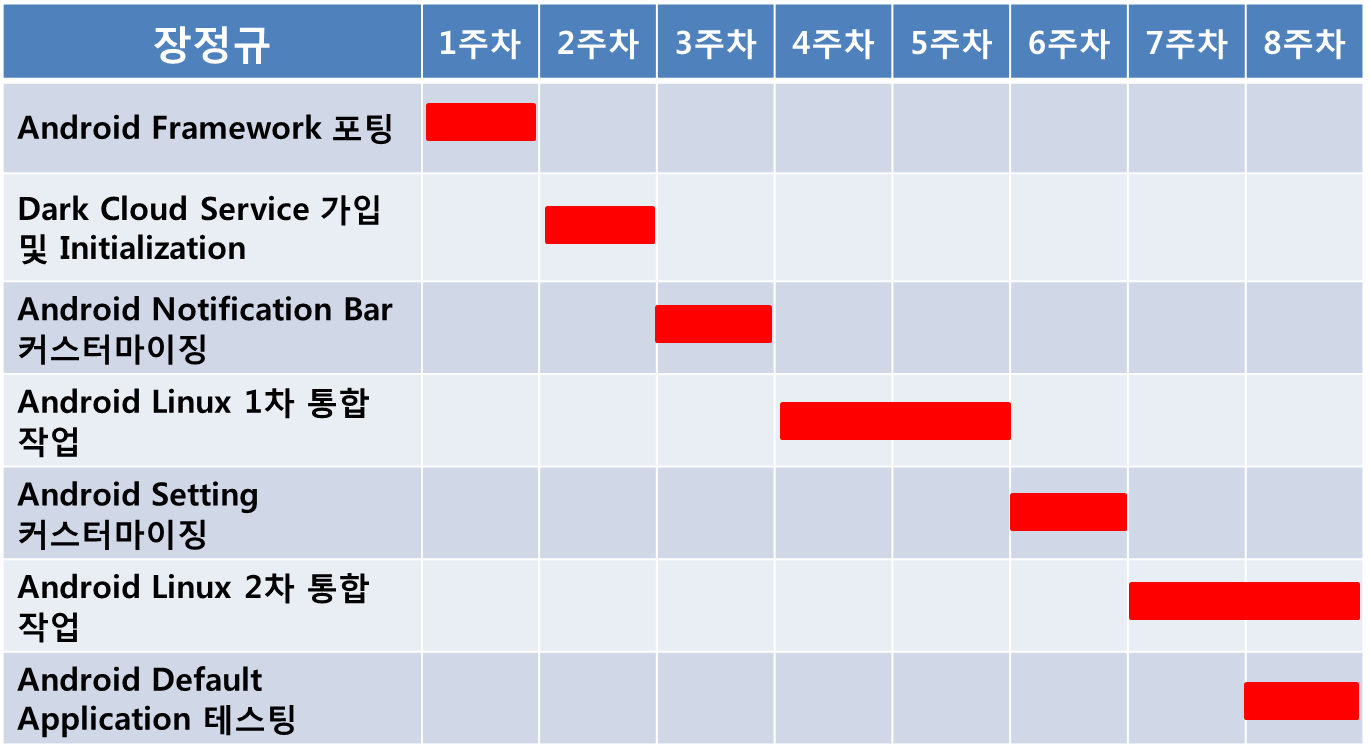 장정규 1주차 2주차 3주차 4주차 5주차 6주차 7주차 8주차
Android Framework 포팅
Dark Cloud Service 가입
및 Initialization
Android Notification Bar
커스터마이징
Android Linux 1차 통합
작업
Android Setting
커스터마이징
Android Linux 2차 통합
작업
Android Default
Application 테스팅